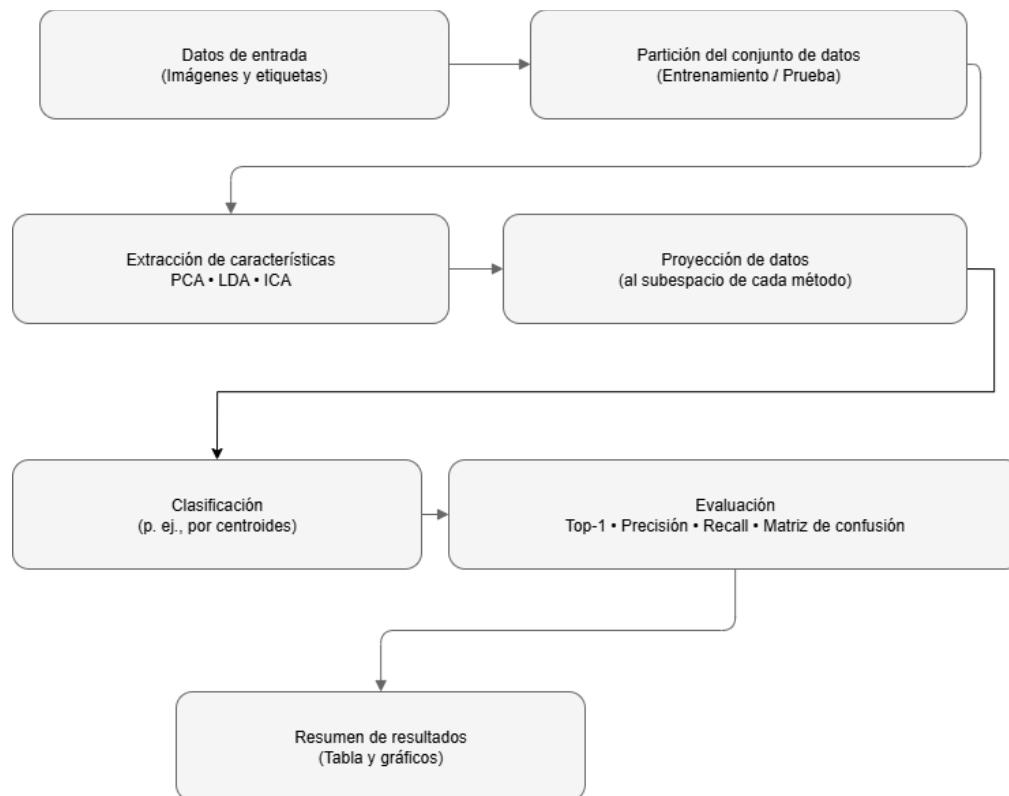 Datos de entrada
(Imágenes y etiquetas)
Partición del conjunto de datos
(Entrenamiento / Prueba)
Extracción de características
PCA • LDA • ICA
Proyección de datos
(al subespacio de cada método)
Clasificación
(p. ej., por centroides)
Evaluación
Top-1 • Precisión • Recall • Matriz de confusión
Resumen de resultados
(Tabla y gráficos)